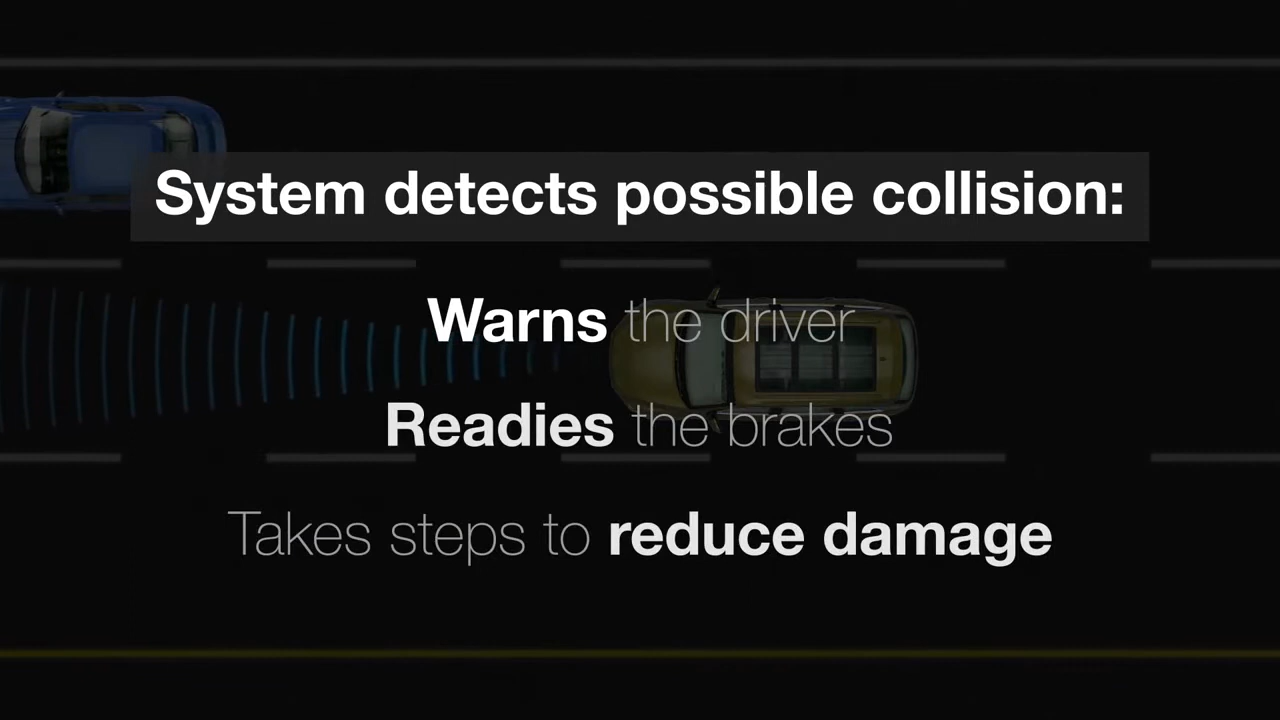 System detects possible collision:
Warns the driver
Readies the brakes
Takes steps to reduce damage